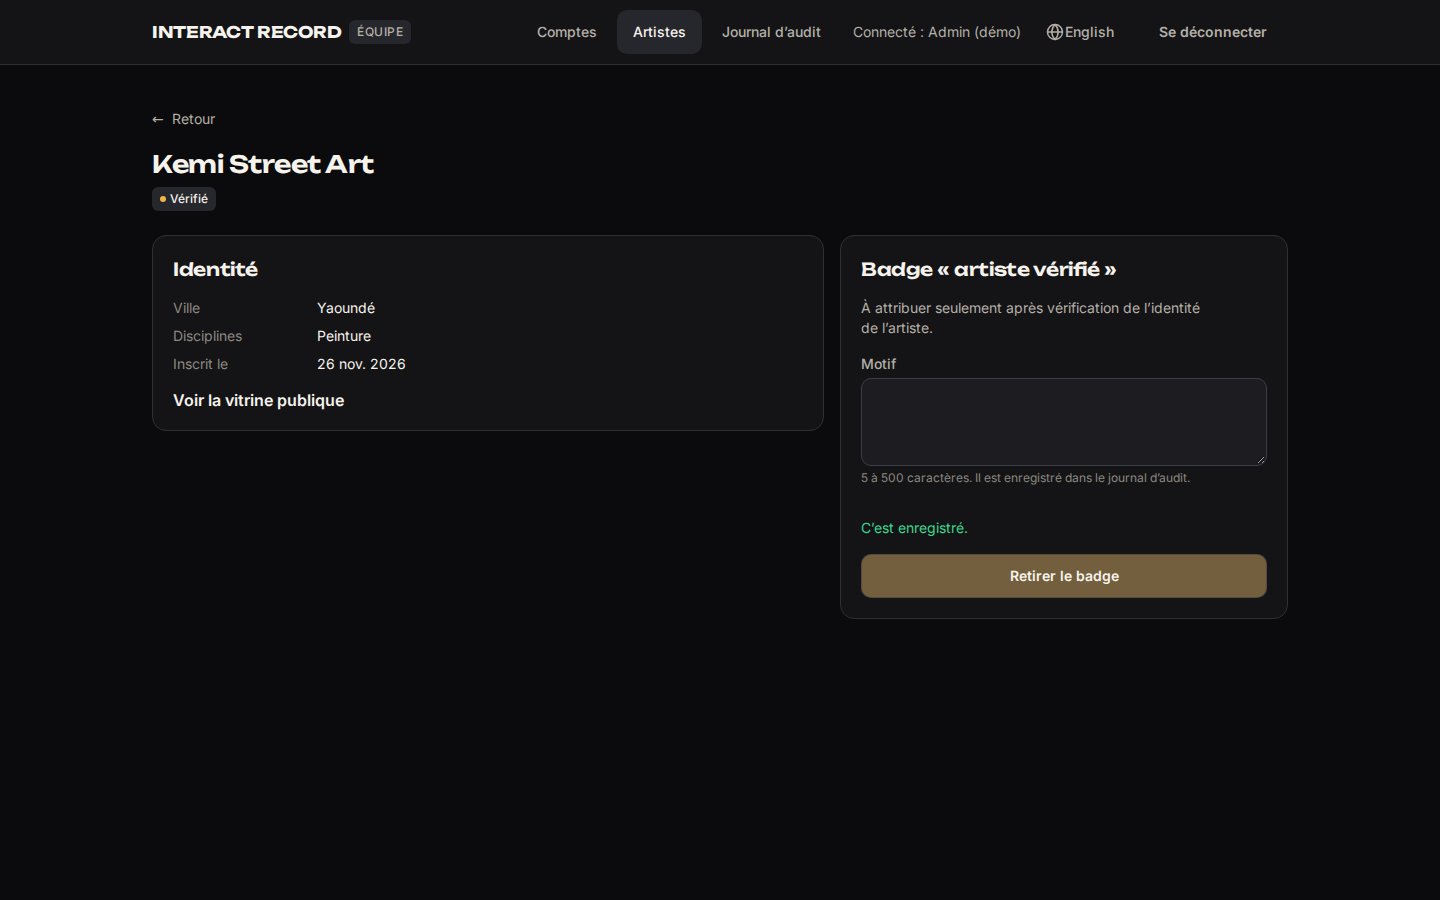 INTERACT RECORD ÉQUIPE Comptes Artistes Journal d’audit Connecté : Admin (démo) English Se déconnecter
← Retour
Kemi Street Art
Vérifié
Identité
Ville Yaoundé
Disciplines Peinture
Inscrit le 26 nov. 2026
Voir la vitrine publique
Badge « artiste vérifié »
À attribuer seulement après vérification de l’identité
de l’artiste.
Motif
5 à 500 caractères. Il est enregistré dans le journal d’audit.
C’est enregistré.
Retirer le badge